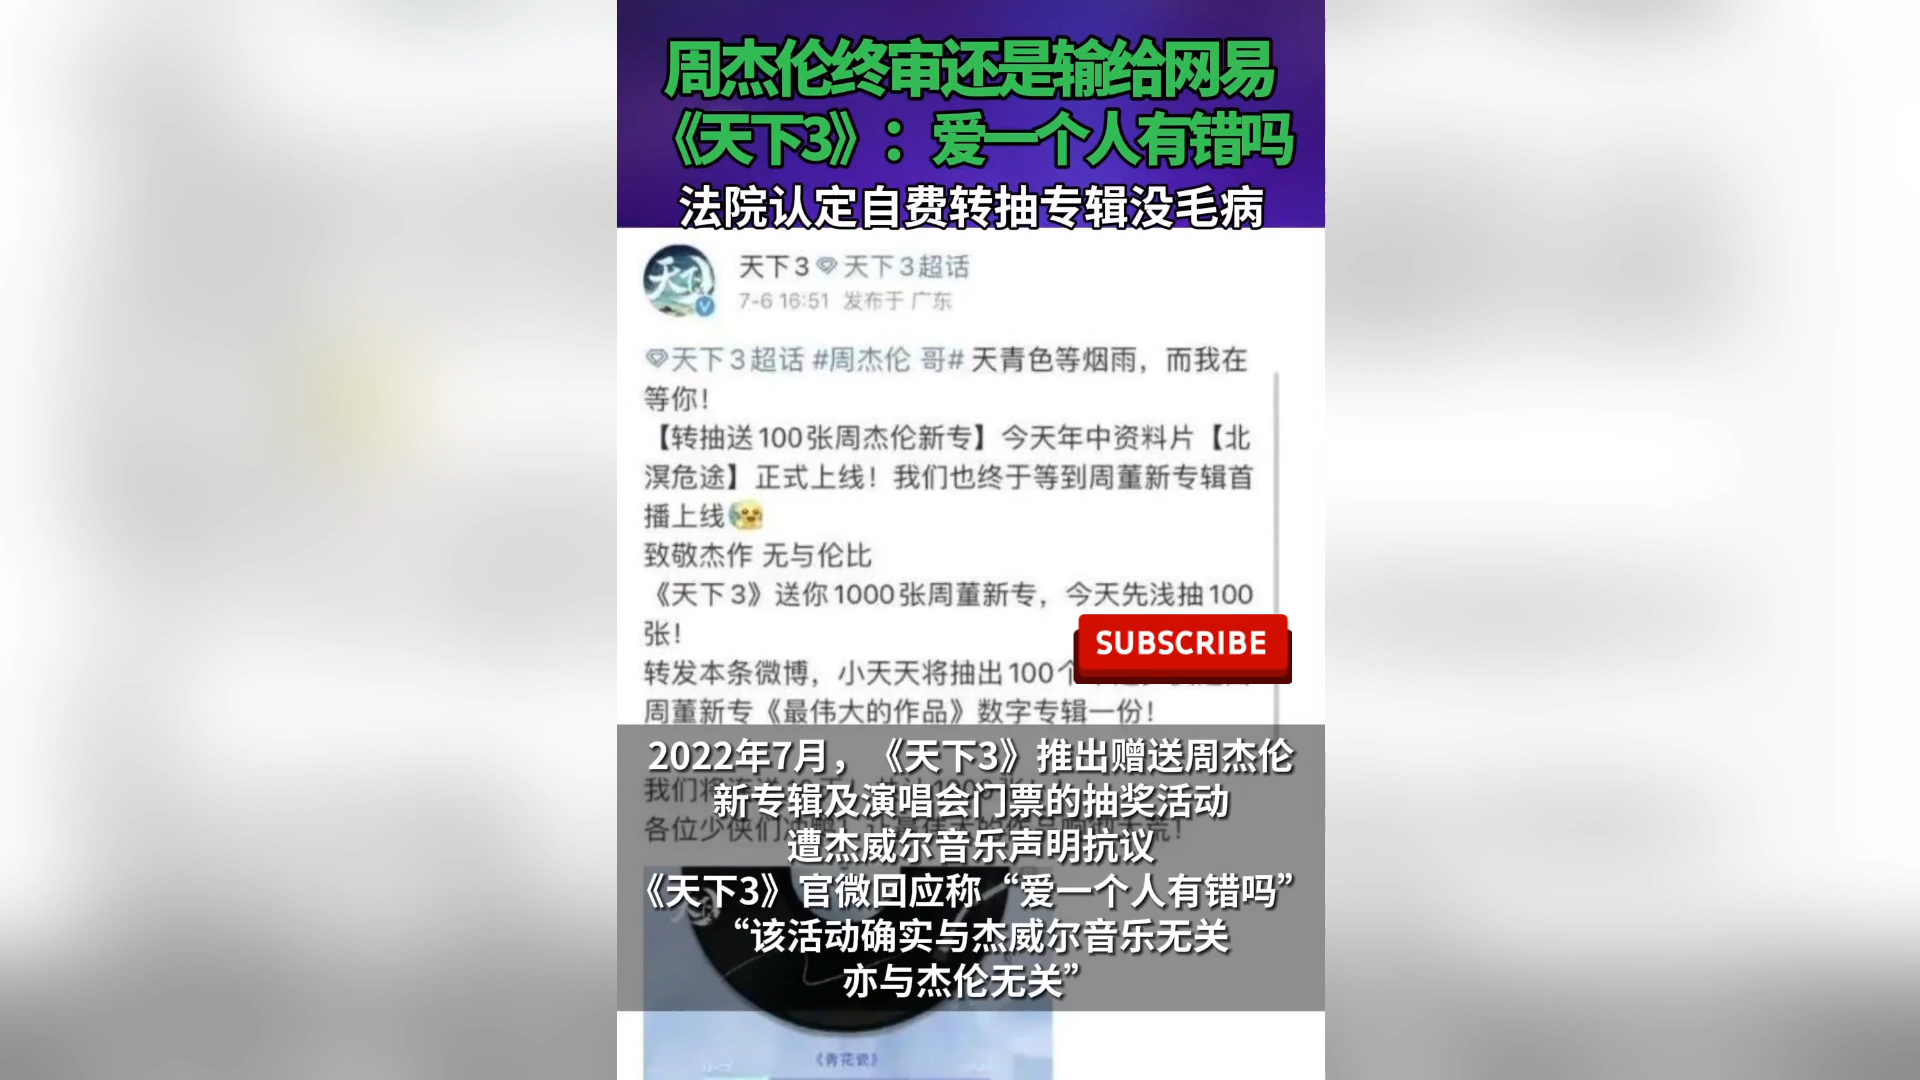 周杰伦终审还是输给网易
《天下3》：爱一个人有错吗
法院认定自费转抽专辑没毛病
天下3 天下3超话
7-6 16:51 发布于 广东
天下3超话 #周杰伦 哥# 天青色等烟雨，而我在
等你！
【转抽送100张周杰伦新专】今天年中资料片【北
溟危途】正式上线！我们也终于等到周董新专辑首
播上线
致敬杰作 无与伦比
《天下3》送你1000张周董新专，今天先浅抽100
张！
SUBSCRIBE
转发本条微博，小天天将抽出100个
周董新专《最伟大的作品》数字专辑一份！
2022年7月，《天下3》推出赠送周杰伦
我们将
新专辑及演唱会门票的抽奖活动
各位少侠们
遭杰威尔音乐声明抗议
《天下3》官微回应称“爱一个人有错吗”
“该活动确实与杰威尔音乐无关
亦与杰伦无关”
《青花瓷》